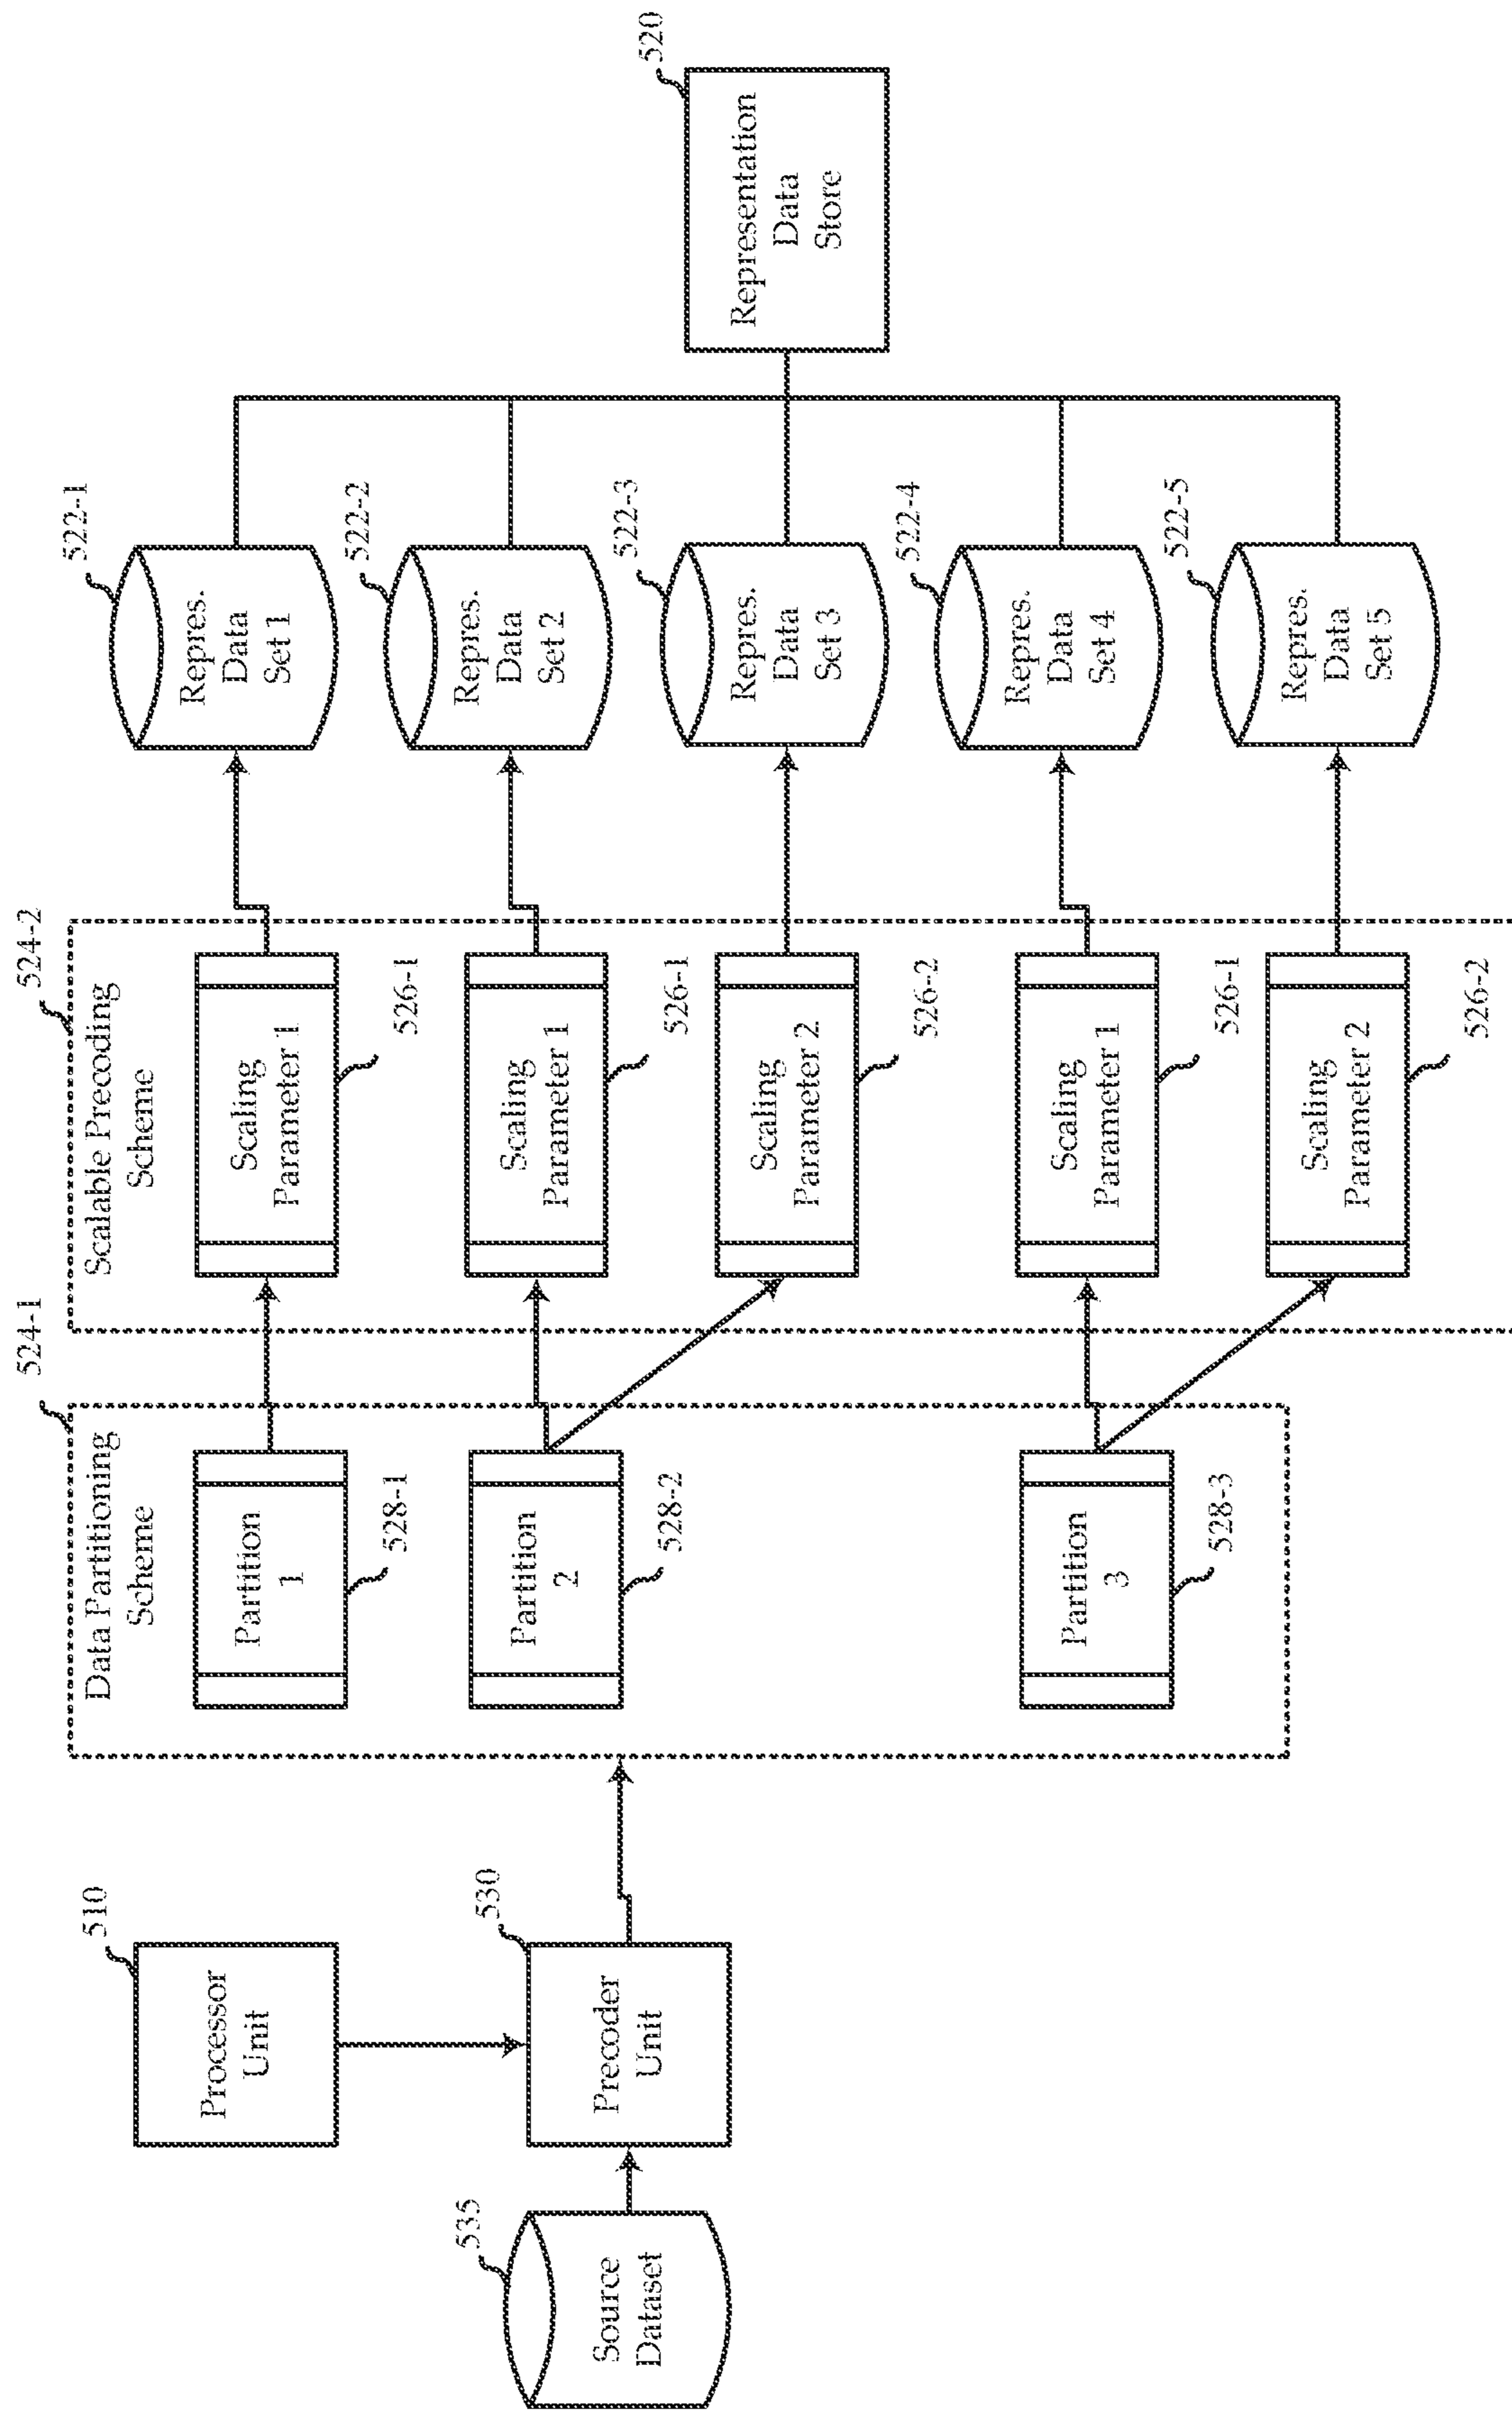 510
Processor
Unit
535
Source
Dataset
530
Precoder
Unit
524-1
Data Partitioning
Scheme
Partition
1
528-1
Partition
2
528-2
Partition
3
528-3
524-2
Scalable Precoding
Scheme
Scaling
Parameter 1
526-1
Scaling
Parameter 1
526-1
Scaling
Parameter 2
526-2
Scaling
Parameter 1
526-1
Scaling
Parameter 2
526-2
522-1
Repres.
Data
Set 1
522-2
Repres.
Data
Set 2
522-3
Repres.
Data
Set 3
522-4
Repres.
Data
Set 4
522-5
Repres.
Data
Set 5
520
Representation
Data
Store